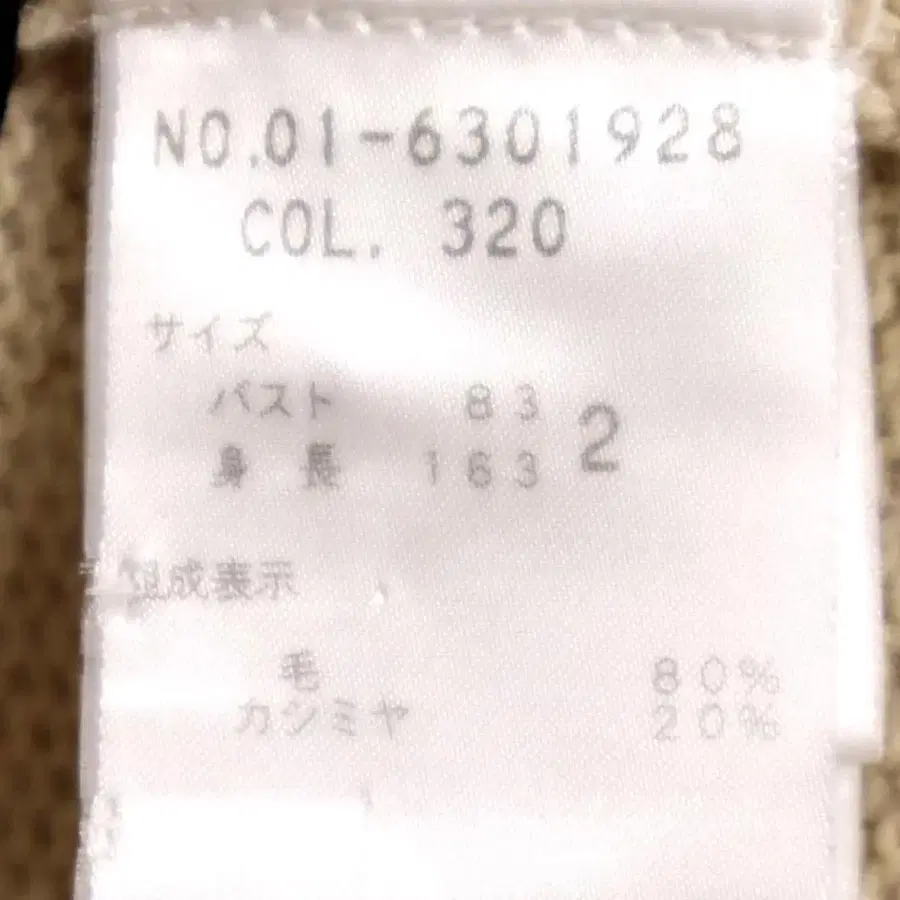 NO.01-6301928
COL. 320
サイズ
バスト 83 2
身長 163
組成表示
毛 80%
カシミヤ 20%